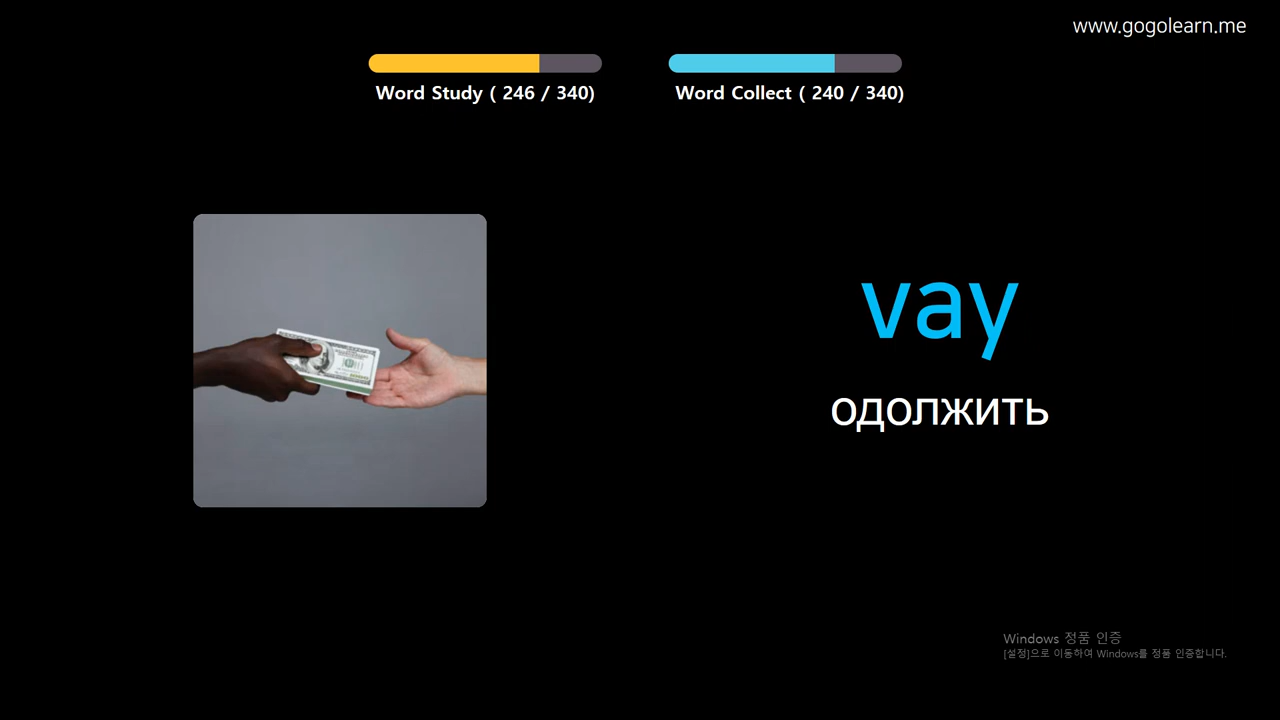 www.gogolearn.me
Word Study ( 246 / 340)
Word Collect ( 240 / 340)
vay
одолжить
Windows 정품 인증
[설정]으로 이동하여 Windows를 정품 인증합니다.